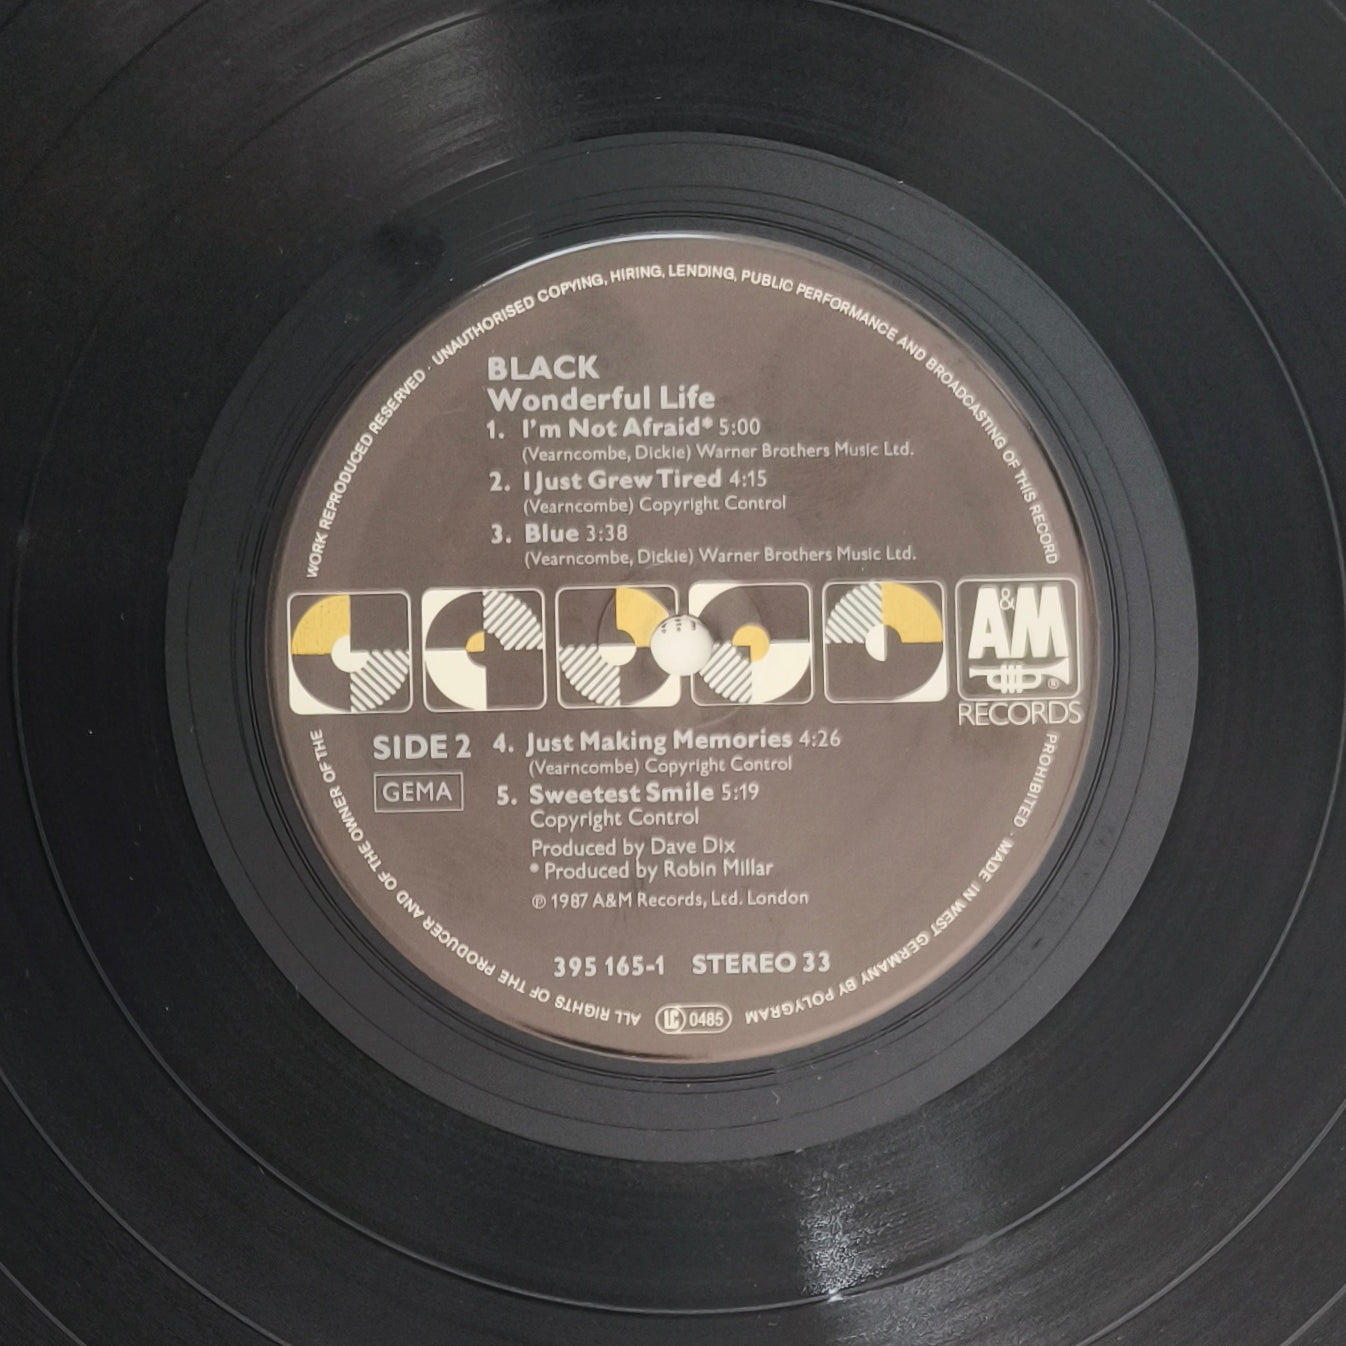 WORK REPRODUCED RESERVED · UNAUTHORISED COPYING, HIRING, LENDING, PUBLIC PERFORMANCE AND BROADCASTING OF THIS RECORD
BLACK
Wonderful Life
1. I'm Not Afraid* 5:00
(Vearncombe, Dickie) Warner Brothers Music Ltd.
2. I Just Grew Tired 4:15
(Vearncombe) Copyright Control
3. Blue 3:38
(Vearncombe, Dickie) Warner Brothers Music Ltd.
A&M
®
RECORDS
SIDE 2
GEMA
4. Just Making Memories 4:26
(Vearncombe) Copyright Control
5. Sweetest Smile 5:19
Copyright Control
Produced by Dave Dix
* Produced by Robin Millar
℗ 1987 A&M Records, Ltd. London
395 165-1 STEREO 33
PROHIBITED · MADE IN WEST GERMANY BY POLYGRAM
LC 0485
ALL RIGHTS OF THE PRODUCER AND OF THE OWNER OF THE